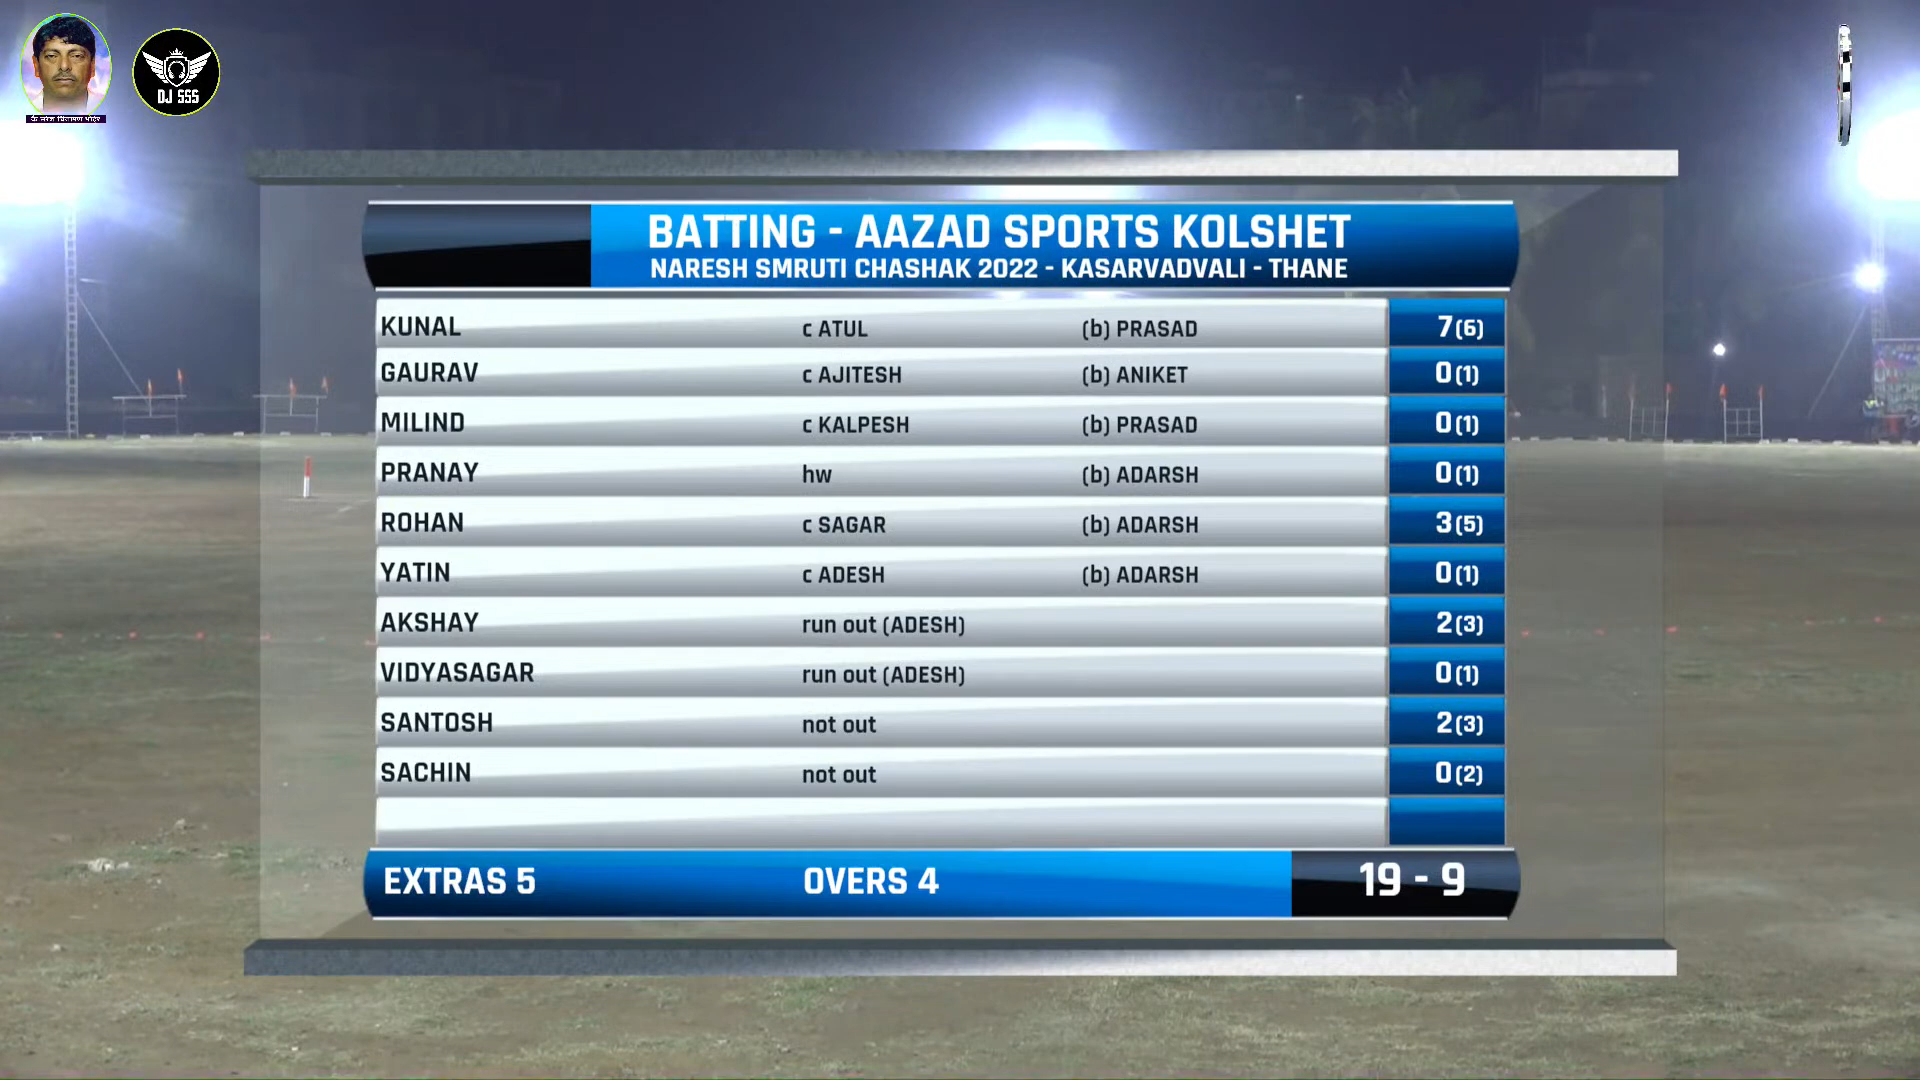 DJ SSS
BATTING - AAZAD SPORTS KOLSHET
NARESH SMRUTI CHASHAK 2022 - KASARVADVALI - THANE
KUNAL c ATUL (b) PRASAD 7(6)
GAURAV c AJITESH (b) ANIKET 0(1)
MILIND c KALPESH (b) PRASAD 0(1)
PRANAY hw (b) ADARSH 0(1)
ROHAN c SAGAR (b) ADARSH 3(5)
YATIN c ADESH (b) ADARSH 0(1)
AKSHAY run out (ADESH) 2(3)
VIDYASAGAR run out (ADESH) 0(1)
SANTOSH not out 2(3)
SACHIN not out 0(2)
EXTRAS 5 OVERS 4 19 - 9